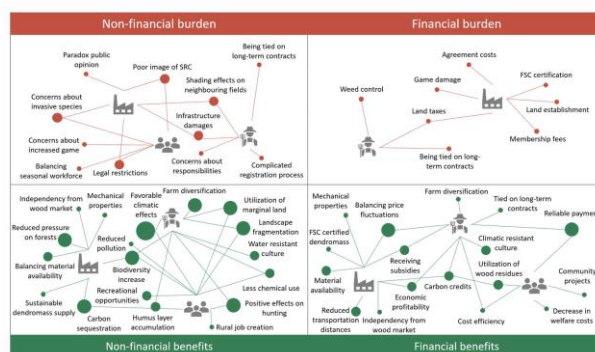 Non-financial burden
Financial burden
Paradox public
opinion
Poor image of SRC
Being tied on
long-term contracts
Concerns about
invasive species
Shading effects on
neighbouring fields
Infrastructure
damages
Concerns about
increased game
Balancing
seasonal workforce
Legal restrictions
Concerns about
responsibilities
Complicated
registration process
Agreement costs
Game damage
FSC certification
Weed control
Land taxes
Land establishment
Membership fees
Being tied on long-
term contracts
Independency from
wood market
Mechanical
properties
Favorable
climatic
effects
Farm diversification
Utilization of
marginal land
Reduced pressure
on forests
Landscape
fragmentation
Reduced
pollution
Water resistant
culture
Balancing material
availability
Biodiversity
increase
Less chemical use
Recreational
opportunities
Sustainable
dendromass supply
Positive effects on
hunting
Carbon
sequestration
Humus layer
accumulation
Rural job creation
Mechanical
properties
Balancing price
fluctuations
Farm diversification
Tied on long-term
contracts
Reliable payment
FSC certified
dendromass
Climatic resistant
culture
Receiving
subsidies
Utilization of
wood residues
Material availability
Carbon credits
Community
projects
Economic
profitability
Reduced
transportation
distances
Independency from
wood market
Cost efficiency
Decrease in
welfare costs
Non-financial benefits
Financial benefits